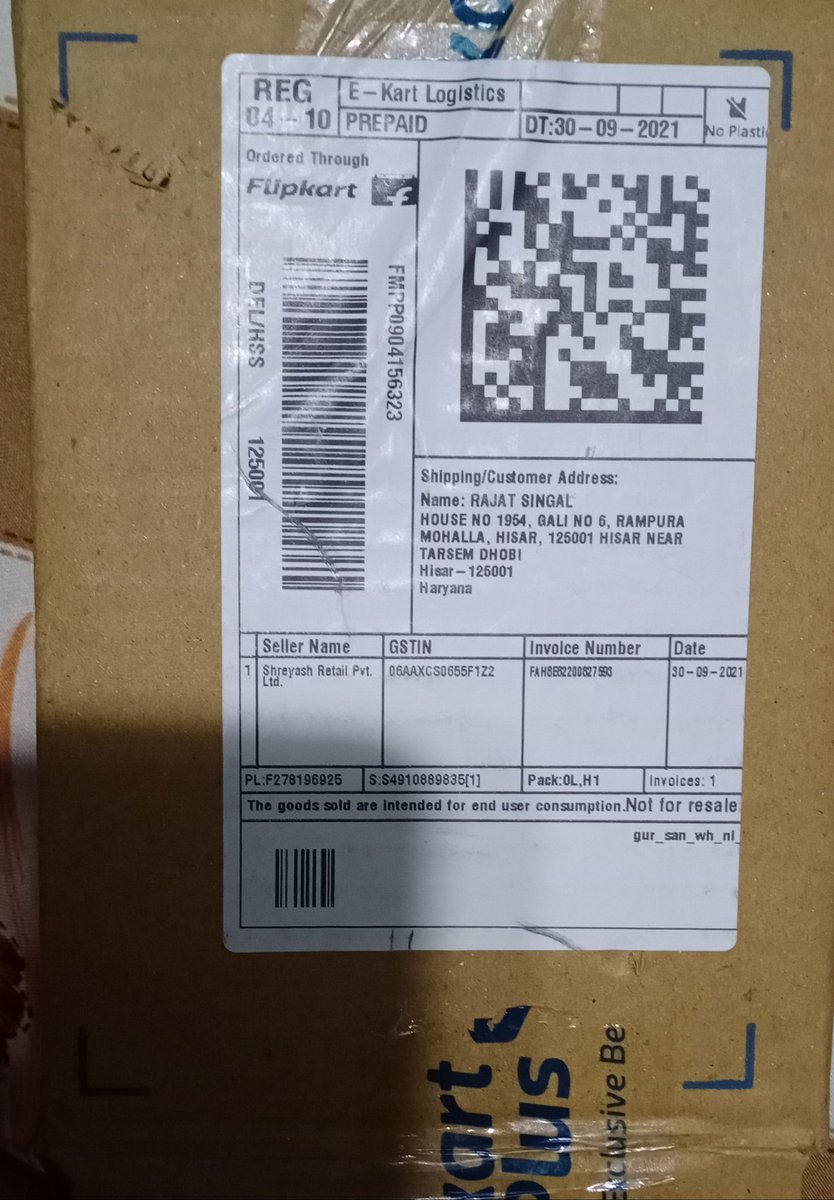 REG
E-Kart Logistics
04-10
PREPAID
DT:30-09-2021
No Plasti
Ordered Through
Flipkart
FMPP0904156323
DEL/HSS
125001
Shipping/Customer Address:
Name: RAJAT SINGAL
HOUSE NO 1954, GALI NO 6, RAMPURA
MOHALLA, HISAR, 125001 HISAR NEAR
TARSEM DHOBI
Hisar-125001
Haryana
Seller Name GSTIN Invoice Number Date
1 Shreyash Retail Pvt. Ltd. 06AAXCS0655F1Z2 30-09-2021
PL:F278196925 S:S4910889835[1] Pack:0L,H1 Invoices: 1
The goods sold are intended for end user consumption.Not for resale
gur_san_wh_nl_
kart
plus
Exclusive Be